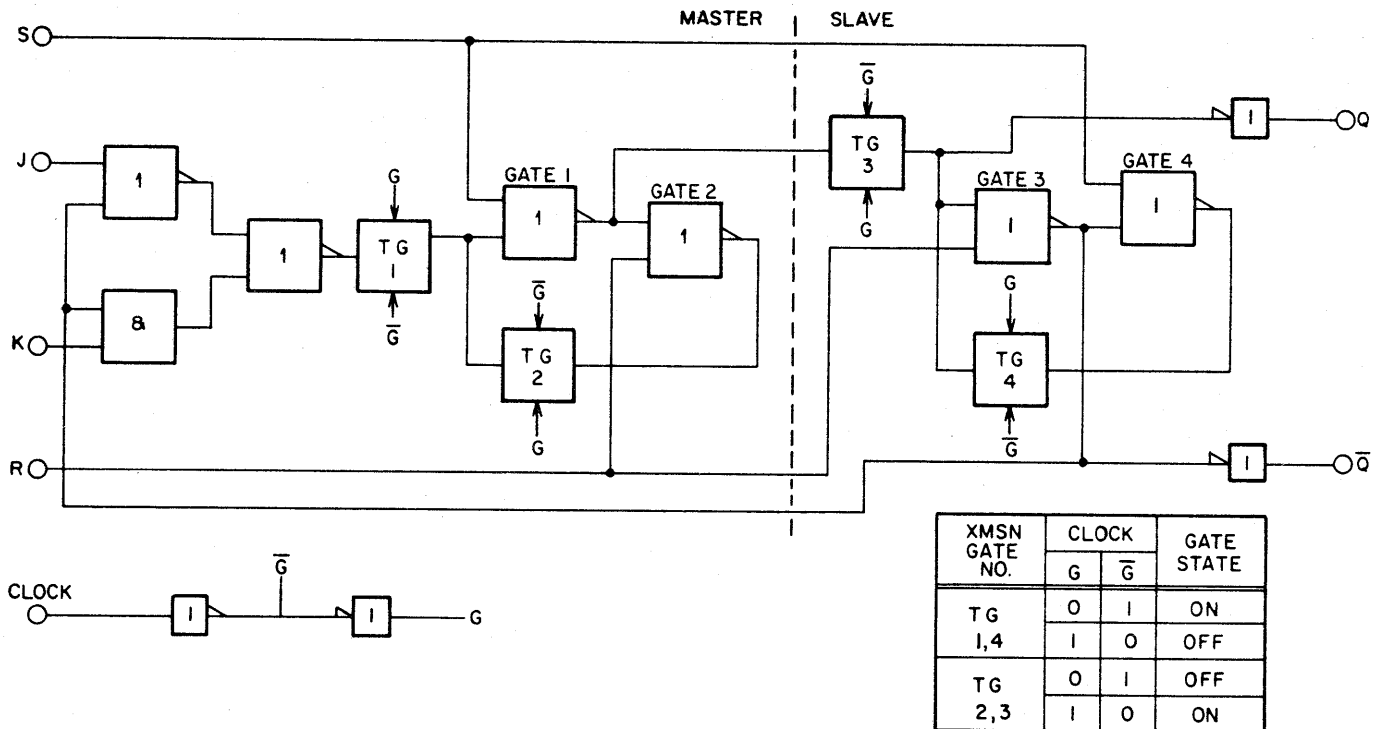 MASTER SLAVE
S
G̅
TG
3
G
1
Q
J
1
G
GATE 1
1
GATE 2
1
GATE 3
1
GATE 4
1
1
TG
1
G̅
&
K
G̅
TG
2
G
G
TG
4
G̅
R
1
Q̅
CLOCK
1
G̅
1
G
XMSN
GATE
NO.
CLOCK
G G̅
GATE
STATE
TG
1,4
0 1 ON
1 0 OFF
TG
2,3
0 1 OFF
1 0 ON